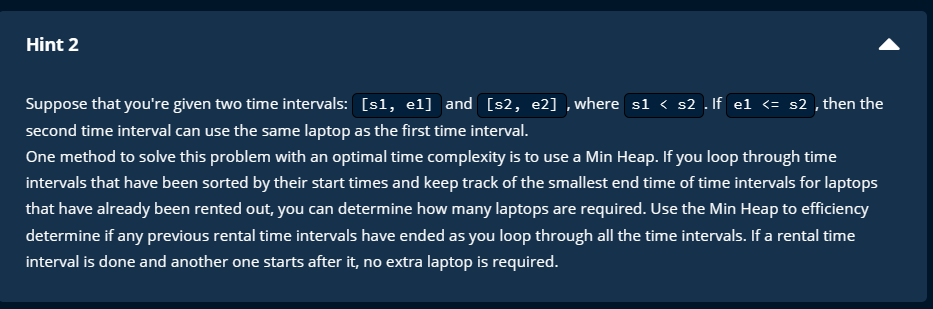 Hint 2
Suppose that you're given two time intervals: [s1, e1] and [s2, e2], where s1 < s2. If e1 <= s2, then the
second time interval can use the same laptop as the first time interval.
One method to solve this problem with an optimal time complexity is to use a Min Heap. If you loop through time
intervals that have been sorted by their start times and keep track of the smallest end time of time intervals for laptops
that have already been rented out, you can determine how many laptops are required. Use the Min Heap to efficiency
determine if any previous rental time intervals have ended as you loop through all the time intervals. If a rental time
interval is done and another one starts after it, no extra laptop is required.